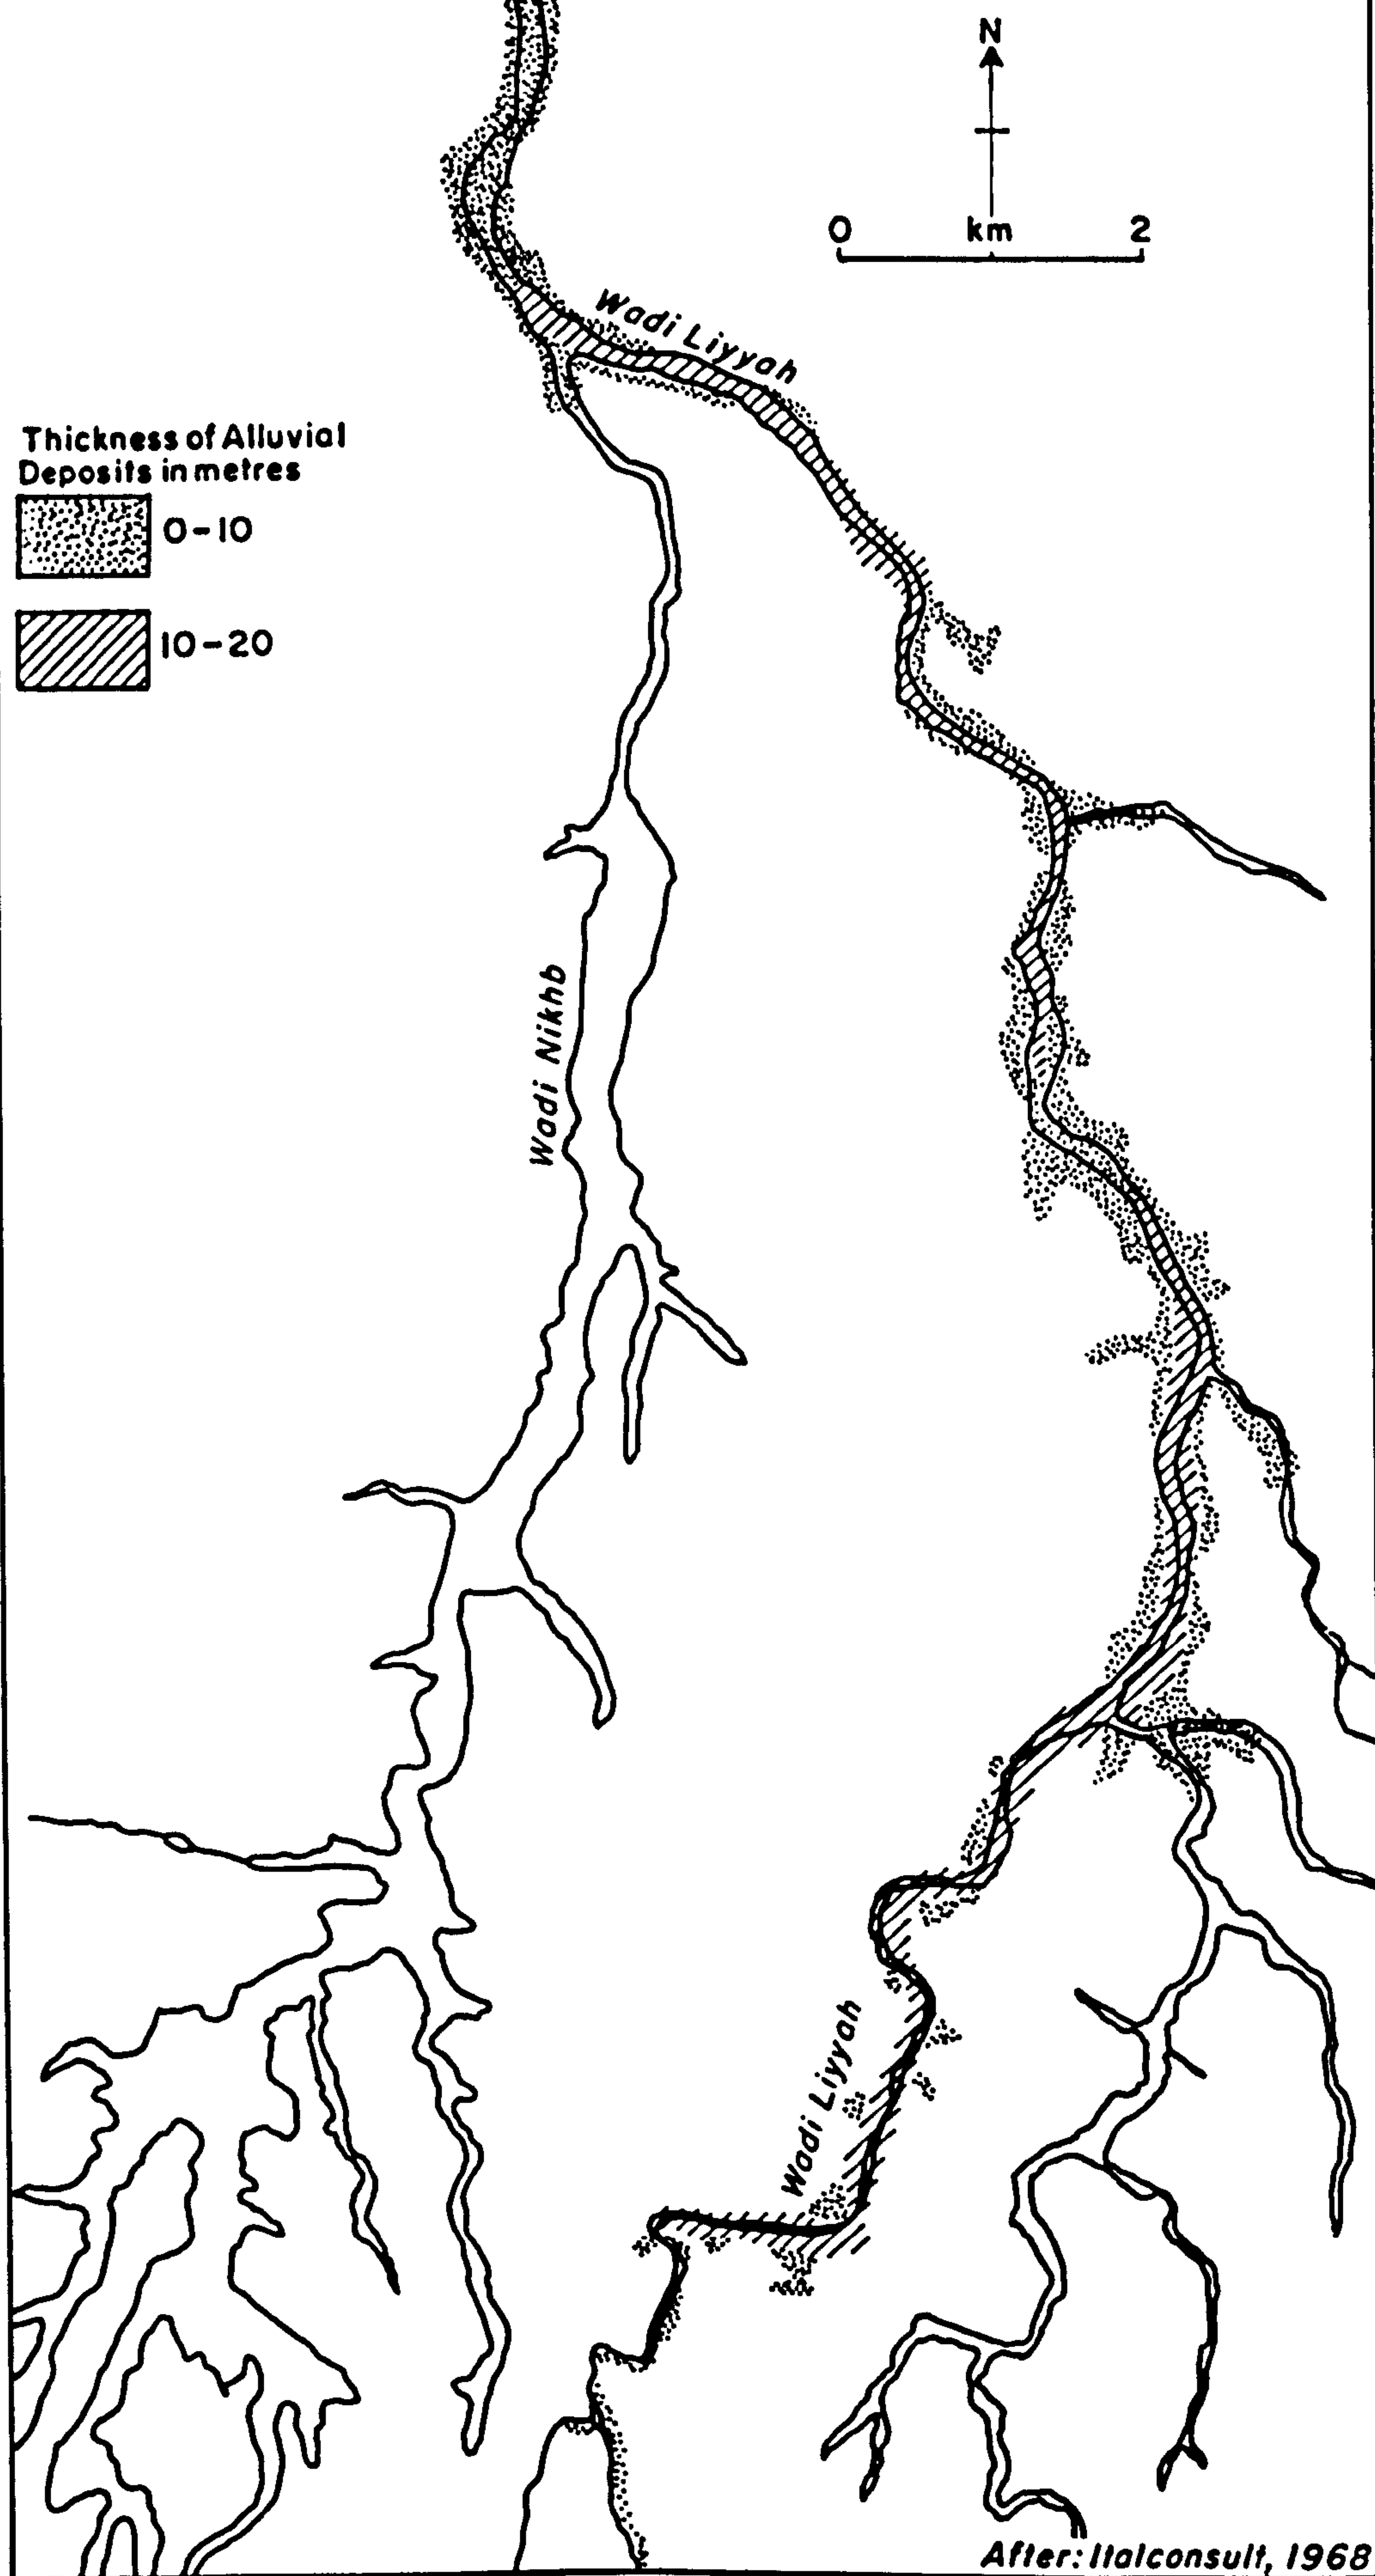 N
0 km 2
Wadi Liyyah
Thickness of Alluvial
Deposits in metres
0-10
10-20
Wadi Nikhb
Wadi Liyyah
After: Italconsult, 1968